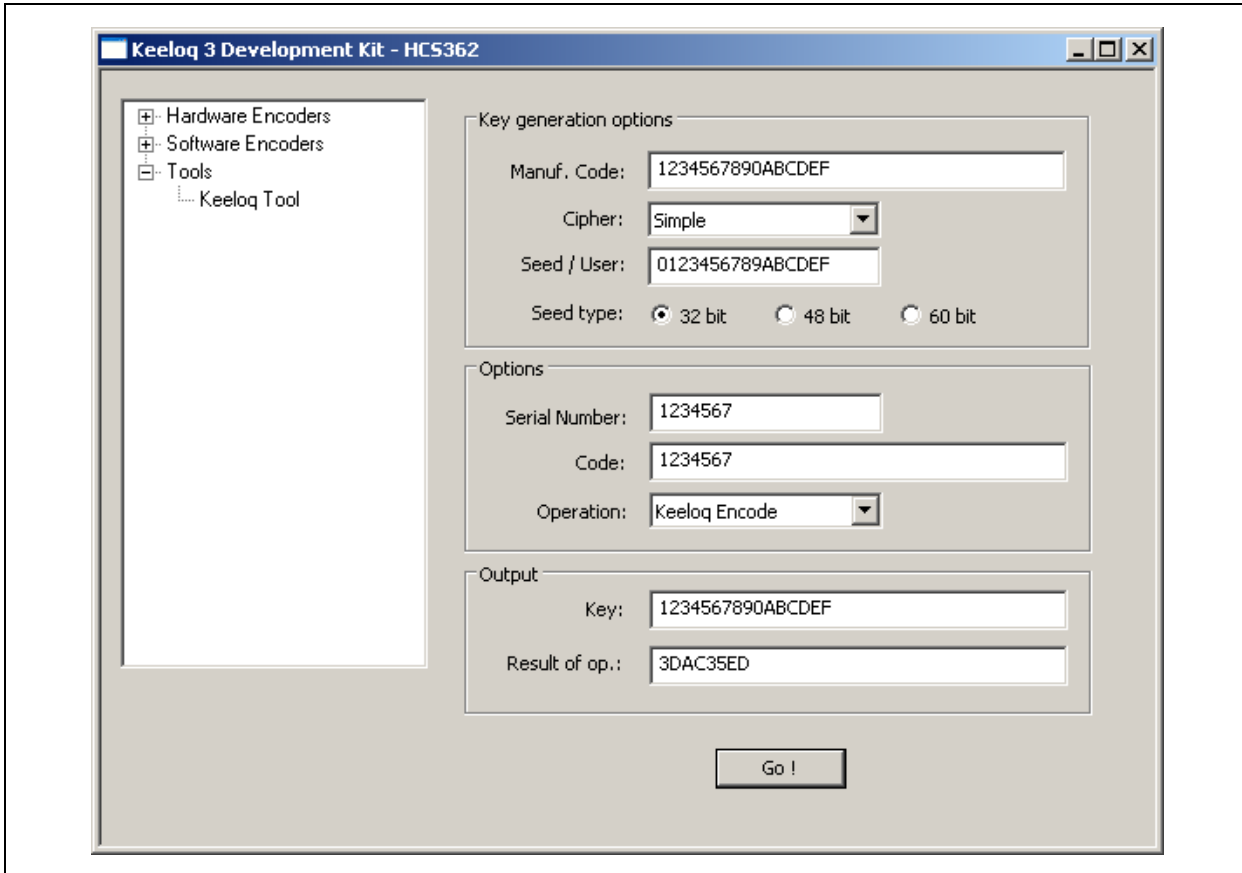 Keeloq 3 Development Kit - HCS362
Hardware Encoders
Software Encoders
Tools
Keeloq Tool
Key generation options
Manuf. Code: 1234567890ABCDEF
Cipher: Simple
Seed / User: 0123456789ABCDEF
Seed type: 32 bit 48 bit 60 bit
Options
Serial Number: 1234567
Code: 1234567
Operation: Keeloq Encode
Output
Key: 1234567890ABCDEF
Result of op.: 3DAC35ED
Go !